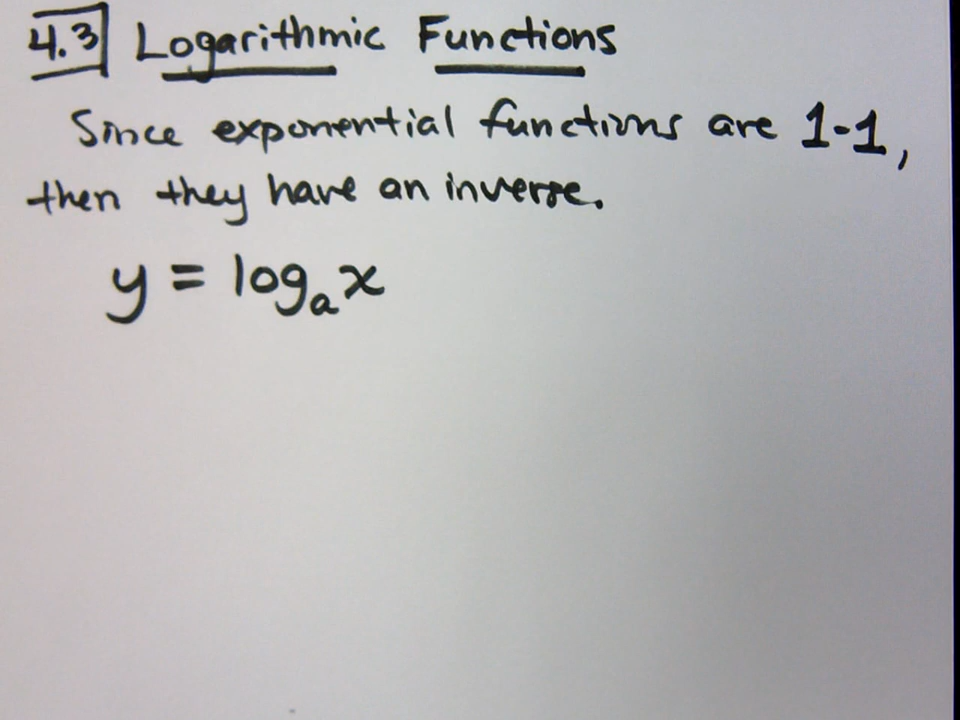 4.3 Logarithmic Functions
Since exponential functions are 1-1,
then they have an inverse.
y = logₐx